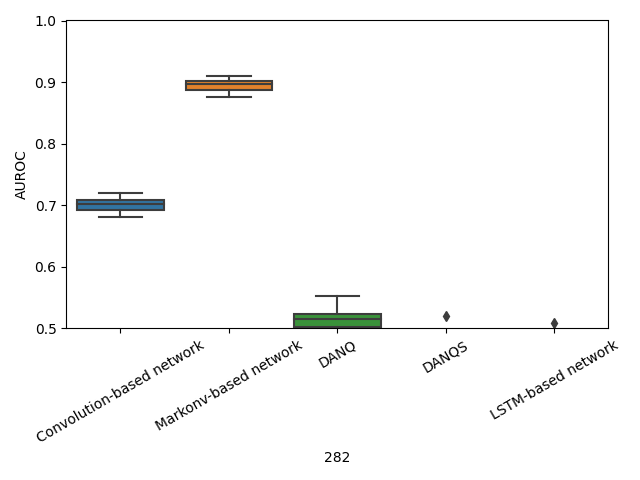 1.0
0.9
0.8
0.7
0.6
0.5
AUROC
Convolution-based network
Markonv-based network
DANQ
DANQS
LSTM-based network
282